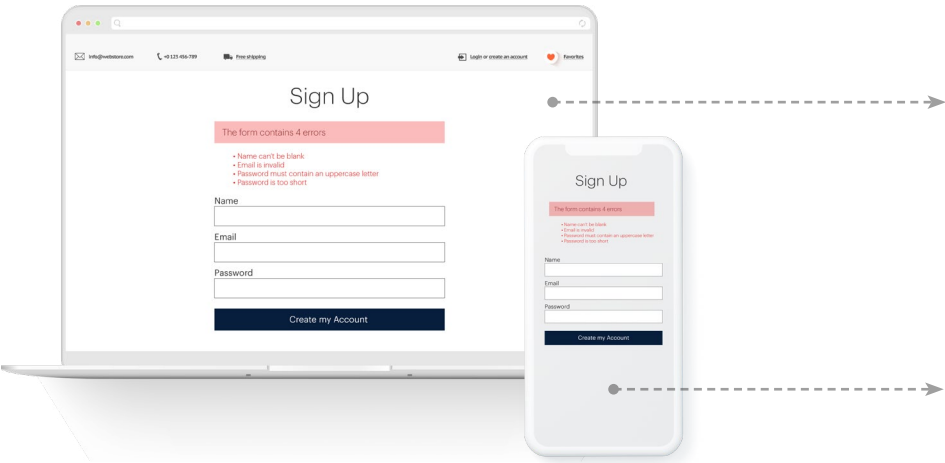 Info@webstore.com
+0 123 456-789
Free shipping
Login or create an account
Favorites
Sign Up
The form contains 4 errors
• Name can't be blank
• Email is invalid
• Password must contain an uppercase letter
• Password is too short
Name
Email
Password
Create my Account
Sign Up
The form contains 4 errors
• Name can't be blank
• Email is invalid
• Password must contain an uppercase letter
• Password is too short
Name
Email
Password
Create my Account